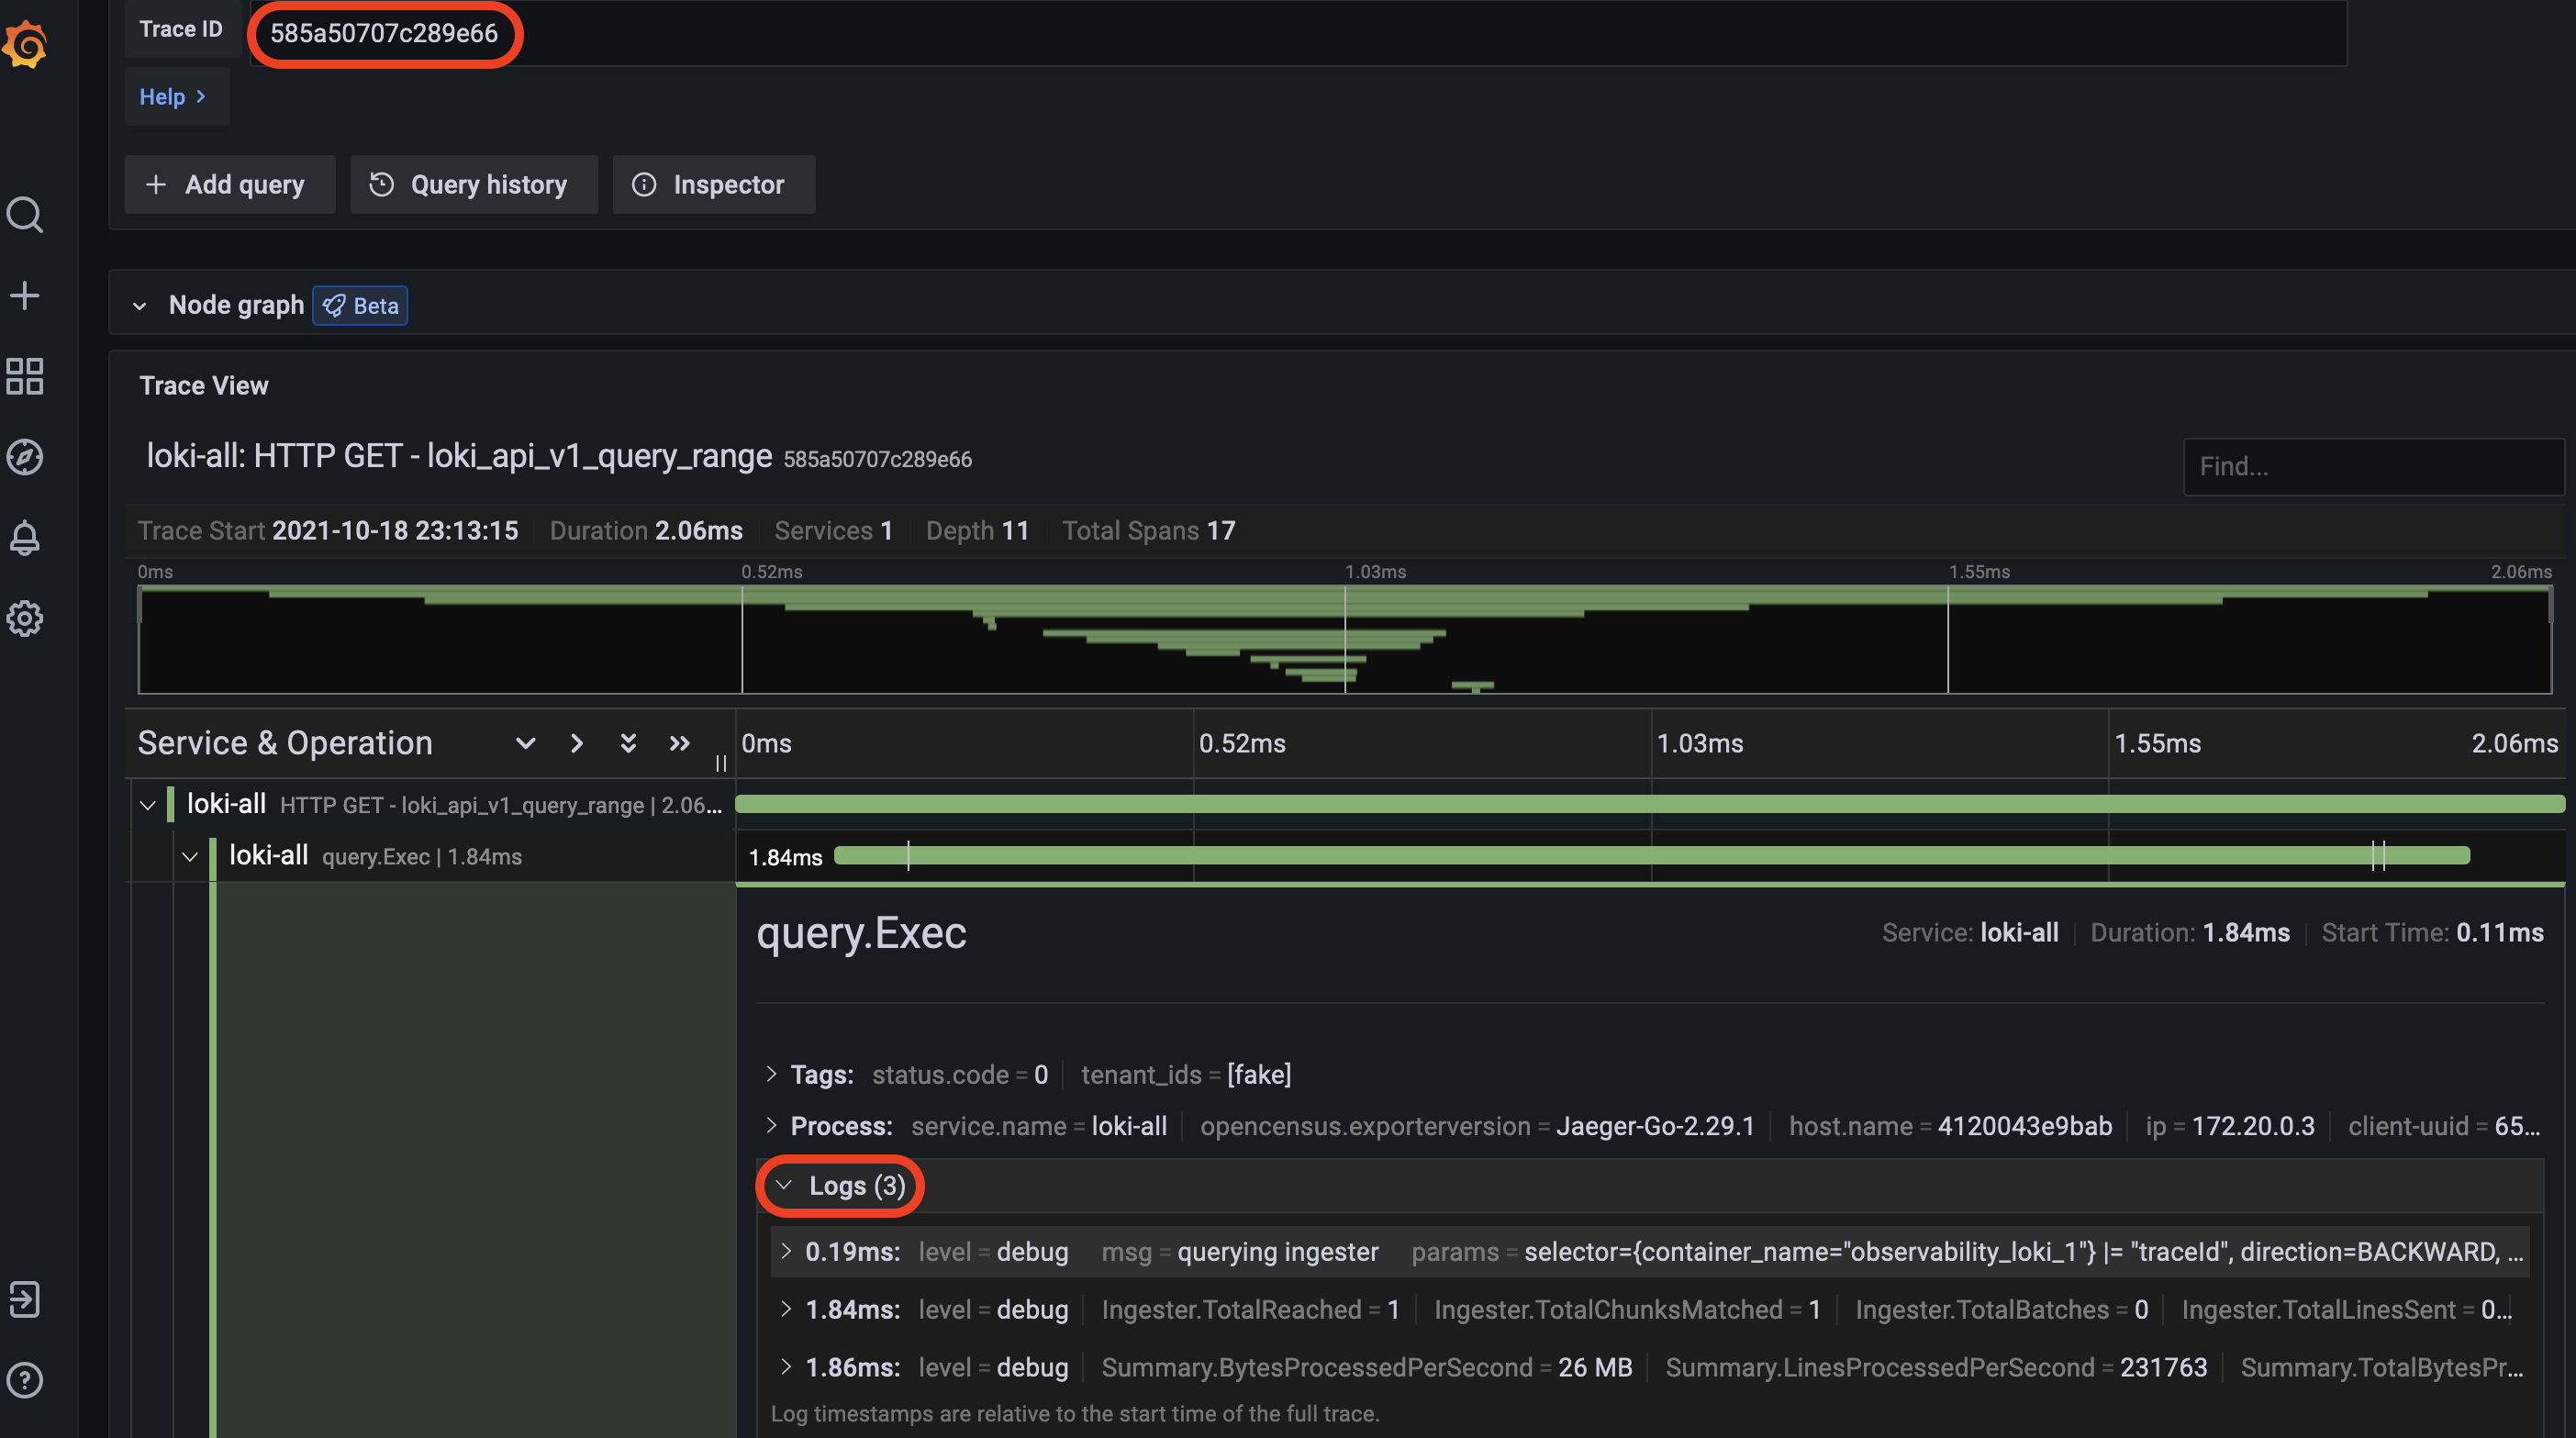 Trace ID 585a50707c289e66
Help
Add query Query history Inspector
Node graph Beta
Trace View
loki-all: HTTP GET - loki_api_v1_query_range 585a50707c289e66
Find...
Trace Start 2021-10-18 23:13:15 Duration 2.06ms Services 1 Depth 11 Total Spans 17
0ms 0.52ms 1.03ms 1.55ms 2.06ms
Service & Operation 0ms 0.52ms 1.03ms 1.55ms 2.06ms
loki-all HTTP GET - loki_api_v1_query_range | 2.06...
loki-all query.Exec | 1.84ms 1.84ms
query.Exec Service: loki-all Duration: 1.84ms Start Time: 0.11ms
Tags: status.code = 0 tenant_ids = [fake]
Process: service.name = loki-all opencensus.exporterversion = Jaeger-Go-2.29.1 host.name = 4120043e9bab ip = 172.20.0.3 client-uuid = 65...
Logs (3)
0.19ms: level = debug msg = querying ingester params = selector={container_name="observability_loki_1"} |= "traceId", direction=BACKWARD, ...
1.84ms: level = debug Ingester.TotalReached = 1 Ingester.TotalChunksMatched = 1 Ingester.TotalBatches = 0 Ingester.TotalLinesSent = 0...
1.86ms: level = debug Summary.BytesProcessedPerSecond = 26 MB Summary.LinesProcessedPerSecond = 231763 Summary.TotalBytesPr...
Log timestamps are relative to the start time of the full trace.